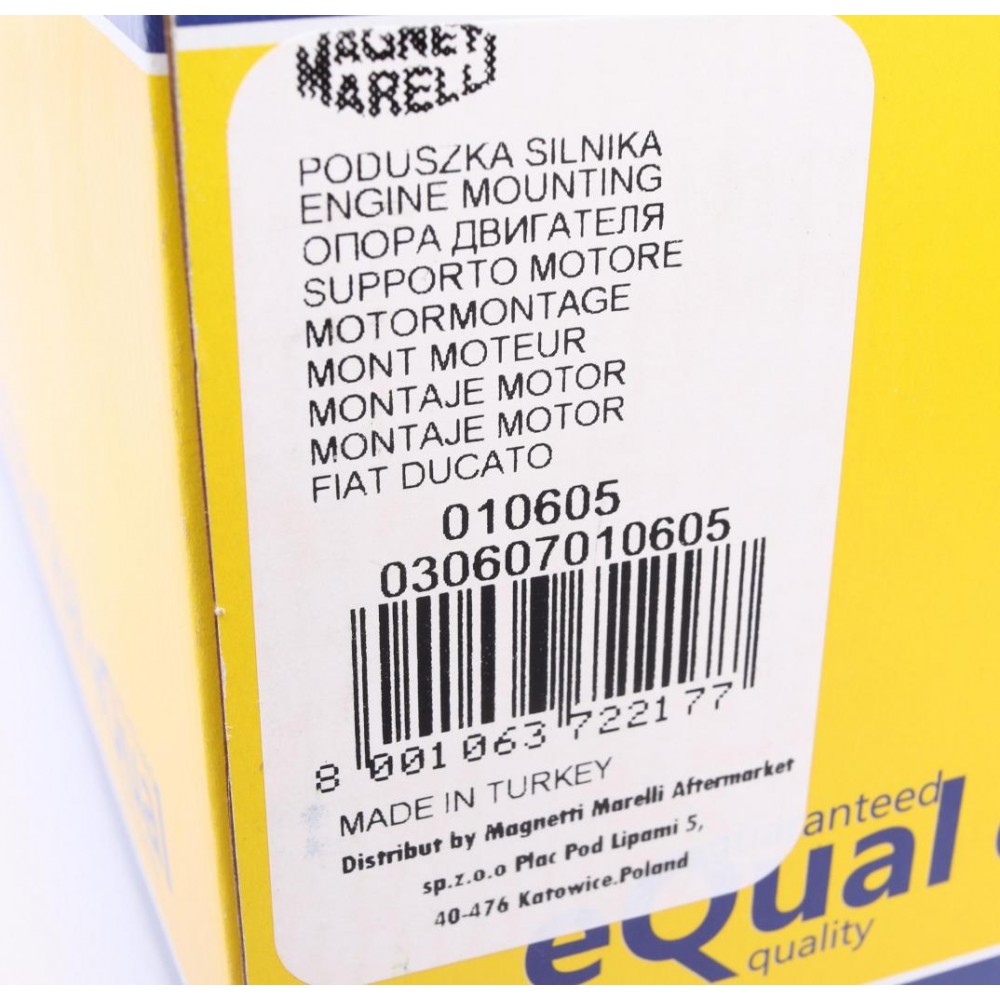 MAGNETI
MARELLI
PODUSZKA SILNIKA
ENGINE MOUNTING
ОПОРА ДВИГАТЕЛЯ
SUPPORTO MOTORE
MOTORMONTAGE
MONT MOTEUR
MONTAJE MOTOR
MONTAJE MOTOR
FIAT DUCATO
010605
030607010605
8 001063 722177
MADE IN TURKEY
Distribut by Magnetti Marelli Aftermarket
sp.z.o.o Plac Pod Lipami 5,
40-476 Katowice.Poland
anteed
eQual
quality